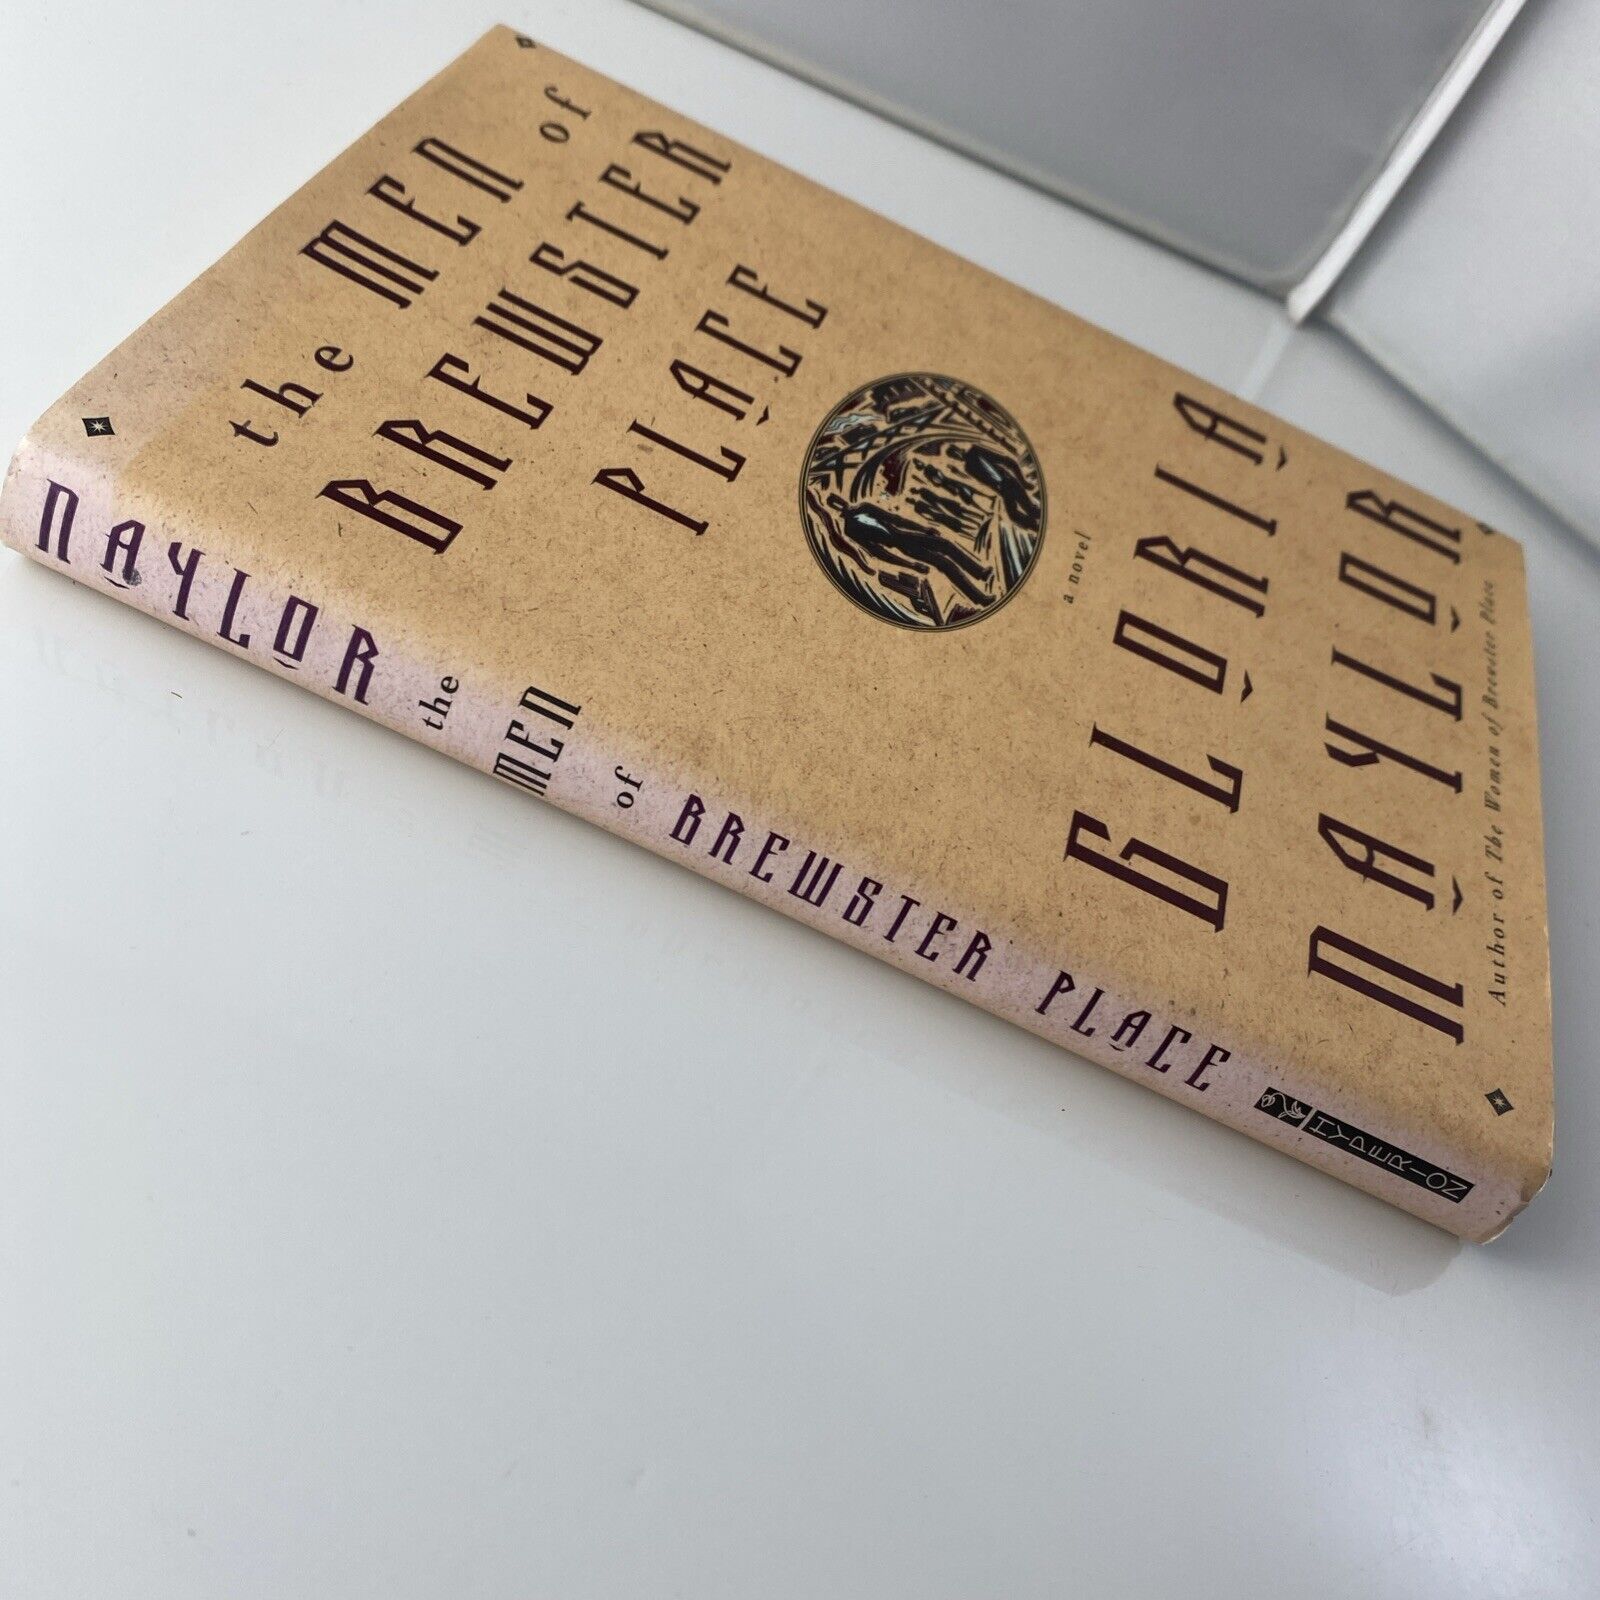 the MEN of
BREWSTER
PLACE
a novel
GLORIA
NAYLOR
Author of The Women of Brewster Place
NAYLOR the MEN of BREWSTER PLACE HYPERION